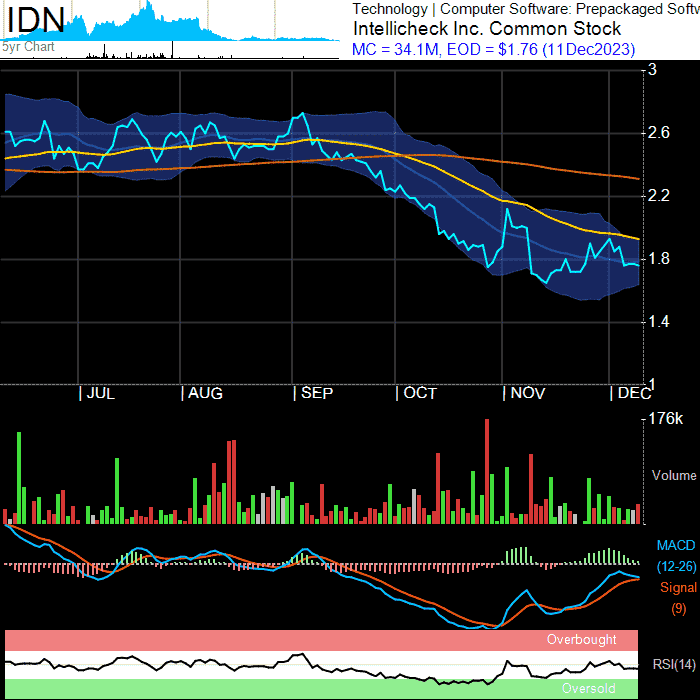 IDN
5yr Chart
Technology | Computer Software: Prepackaged Softw
Intellicheck Inc. Common Stock
MC = 34.1M, EOD = $1.76 (11Dec2023)
3
2.6
2.2
1.8
1.4
1
| JUL | AUG | SEP | OCT | NOV | DEC
176k
Volume
MACD
(12-26)
Signal
(9)
Overbought
RSI(14)
Oversold